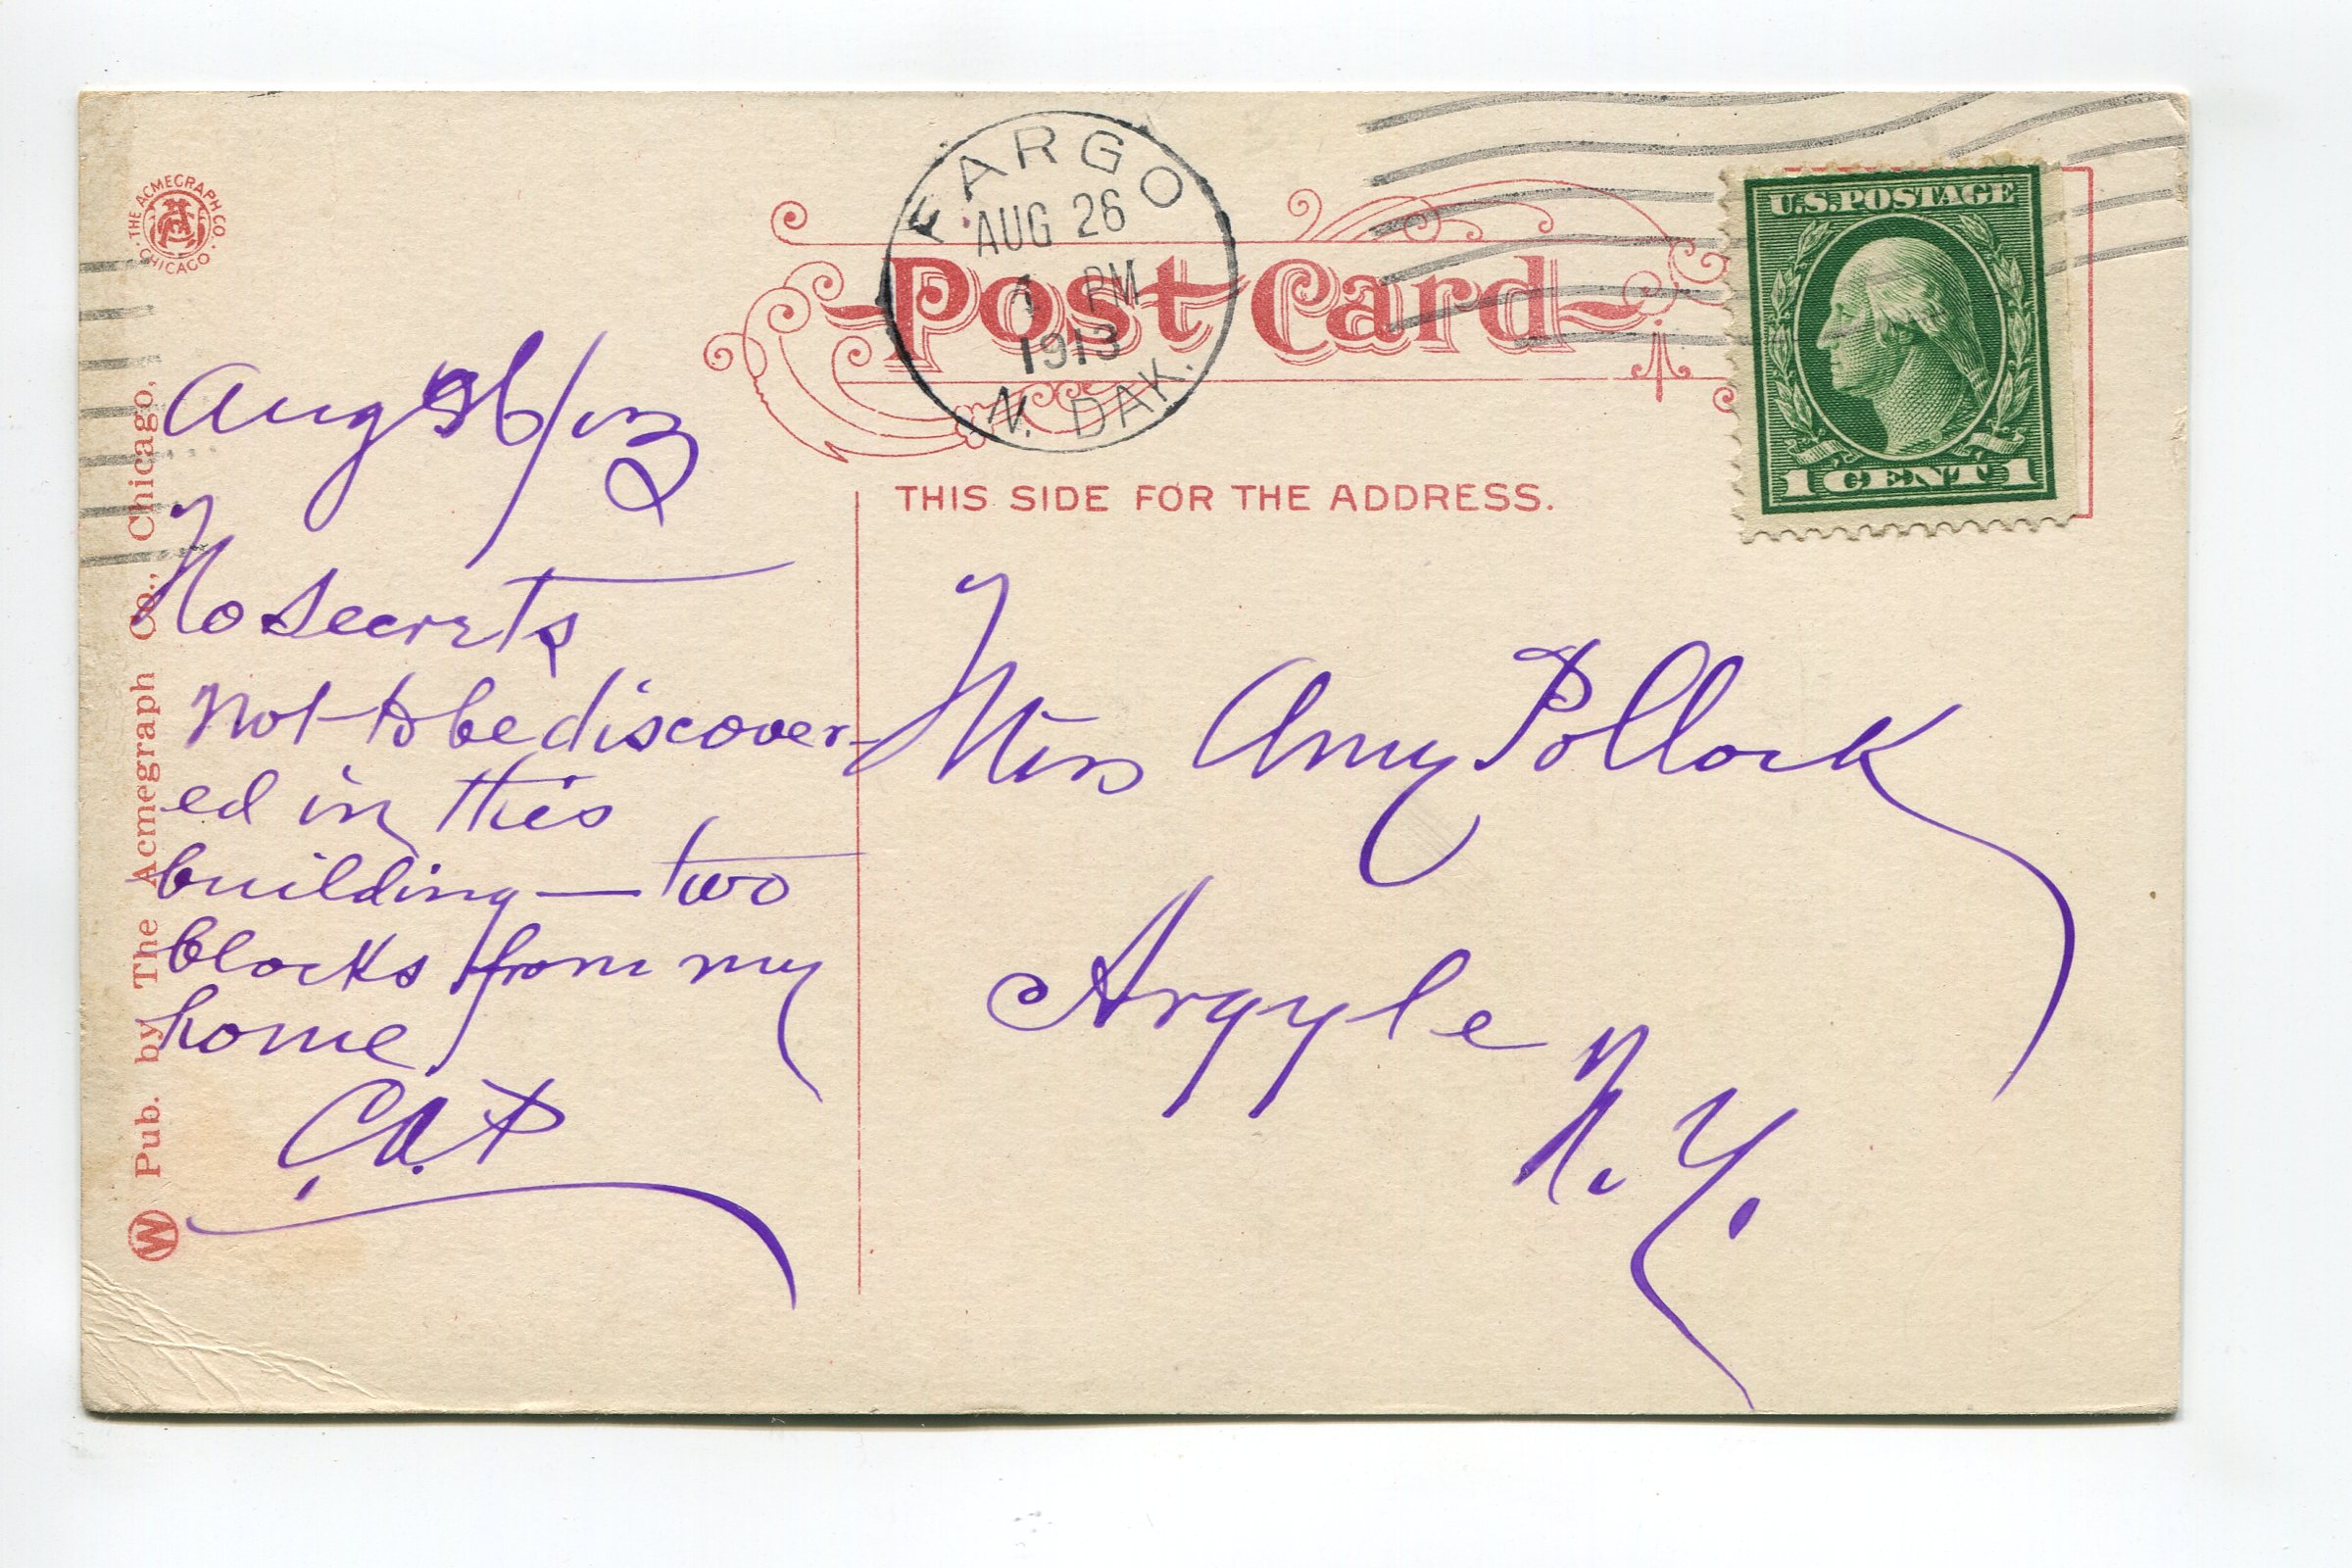 THE ACMEGRAPH CO. CHICAGO
FARGO
AUG 26
PM
1913
N. DAK.
Post Card
U.S. POSTAGE
1 CENT 1
THIS SIDE FOR THE ADDRESS.
Aug 26/13
No secrets
not to be discover-
ed in this
building — two
blocks from my
home
C.A.P
Miss Amy Pollock
Argyle
N.Y.
W Pub. by The Acmegraph Co., Chicago,